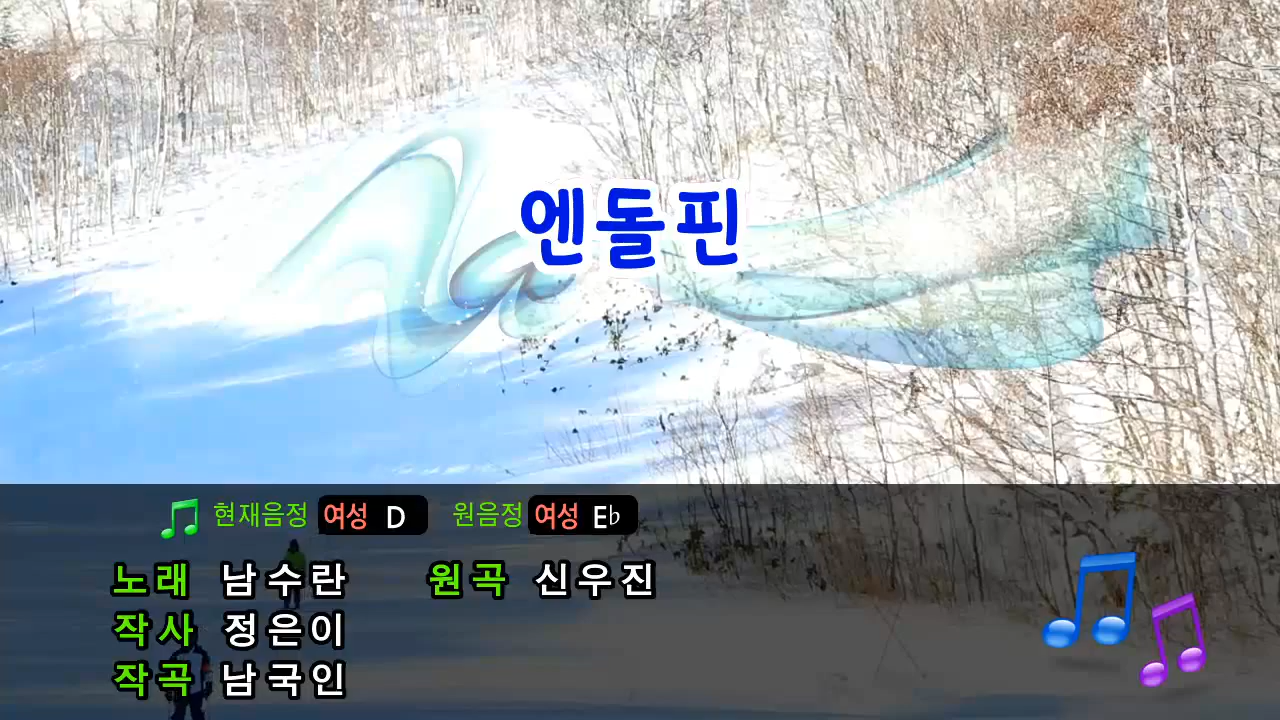 엔돌핀
현재음정 여성 D 원음정 여성 E♭
노래 남수란 원곡 신우진
작사 정은이
작곡 남국인